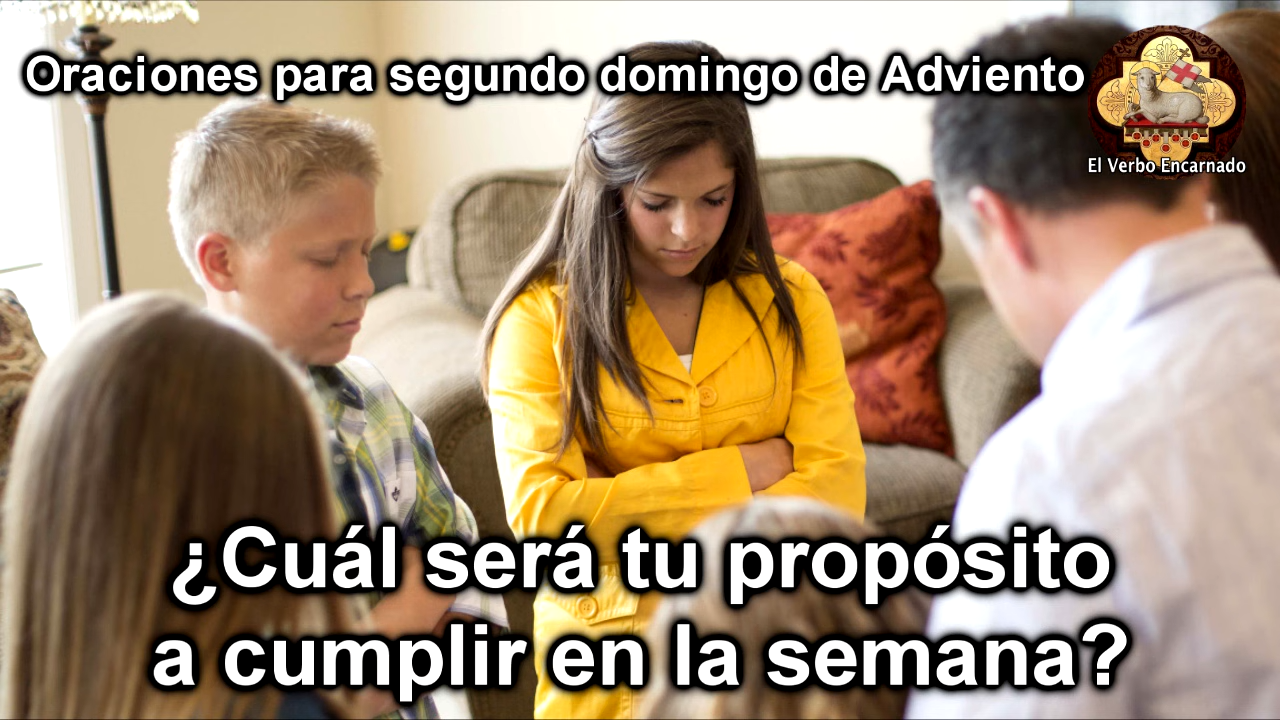 Oraciones para segundo domingo de Adviento
El Verbo Encarnado
¿Cuál será tu propósito
a cumplir en la semana?